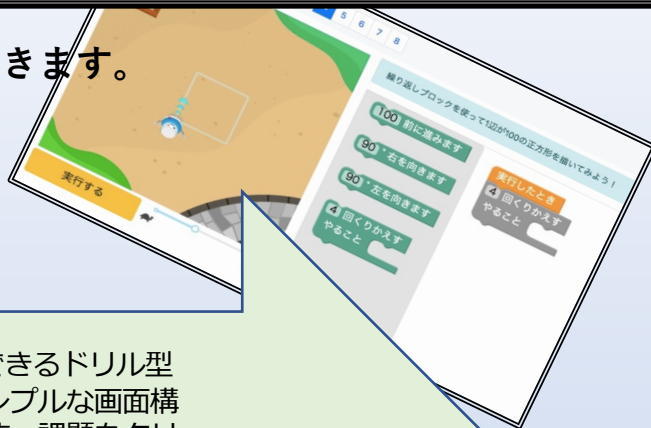 きます。
5 6 7 8
繰り返しブロックを使って1辺が100の正方形を描いてみよう！
100 前に進みます
90 °右を向きます
90 °左を向きます
4 回くりかえす
やること
実行したとき
4 回くりかえす
やること
実行する
できるドリル型
ンプルな画面構